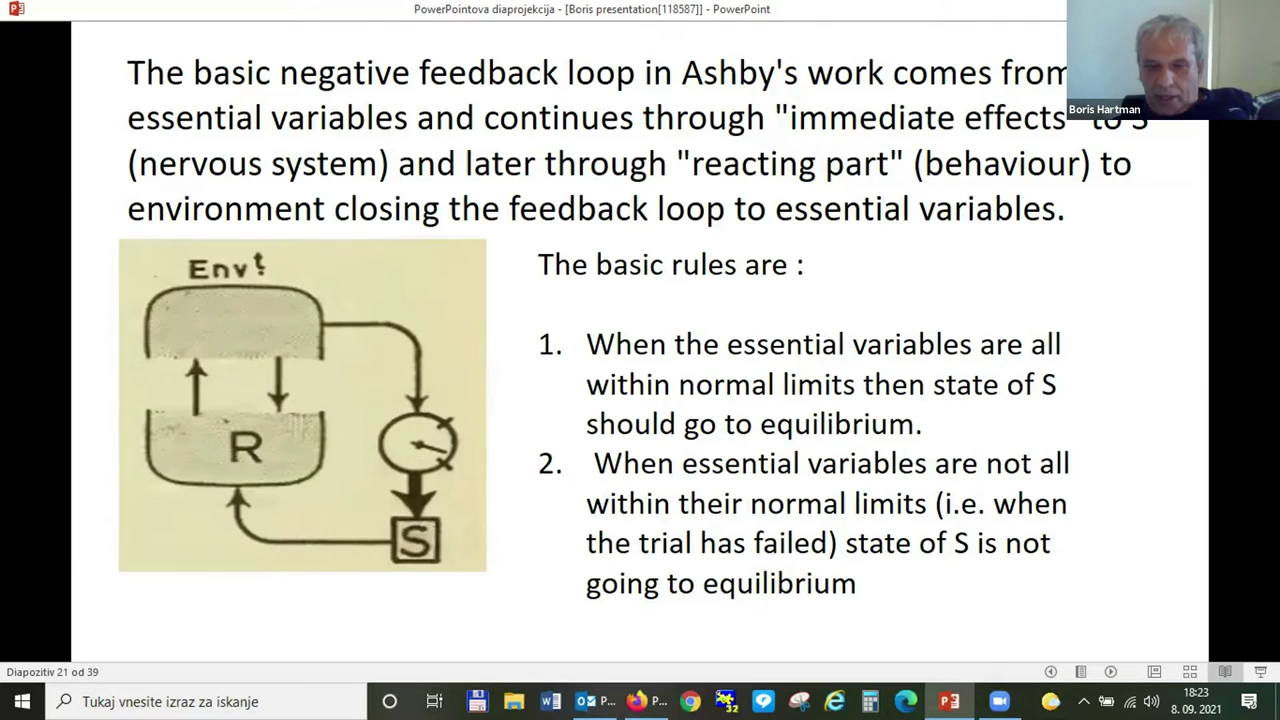 PowerPointova diaprojekcija - [Boris presentation[118587]] - PowerPoint
Boris Hartman
The basic negative feedback loop in Ashby's work comes from
essential variables and continues through "immediate effects" to S
(nervous system) and later through "reacting part" (behaviour) to
environment closing the feedback loop to essential variables.
Envt
R
S
The basic rules are :
1. When the essential variables are all
within normal limits then state of S
should go to equilibrium.
2. When essential variables are not all
within their normal limits (i.e. when
the trial has failed) state of S is not
going to equilibrium
Diapozitiv 21 od 39
Tukaj vnesite izraz za iskanje
P...
P...
32
18:23
8. 09. 2021